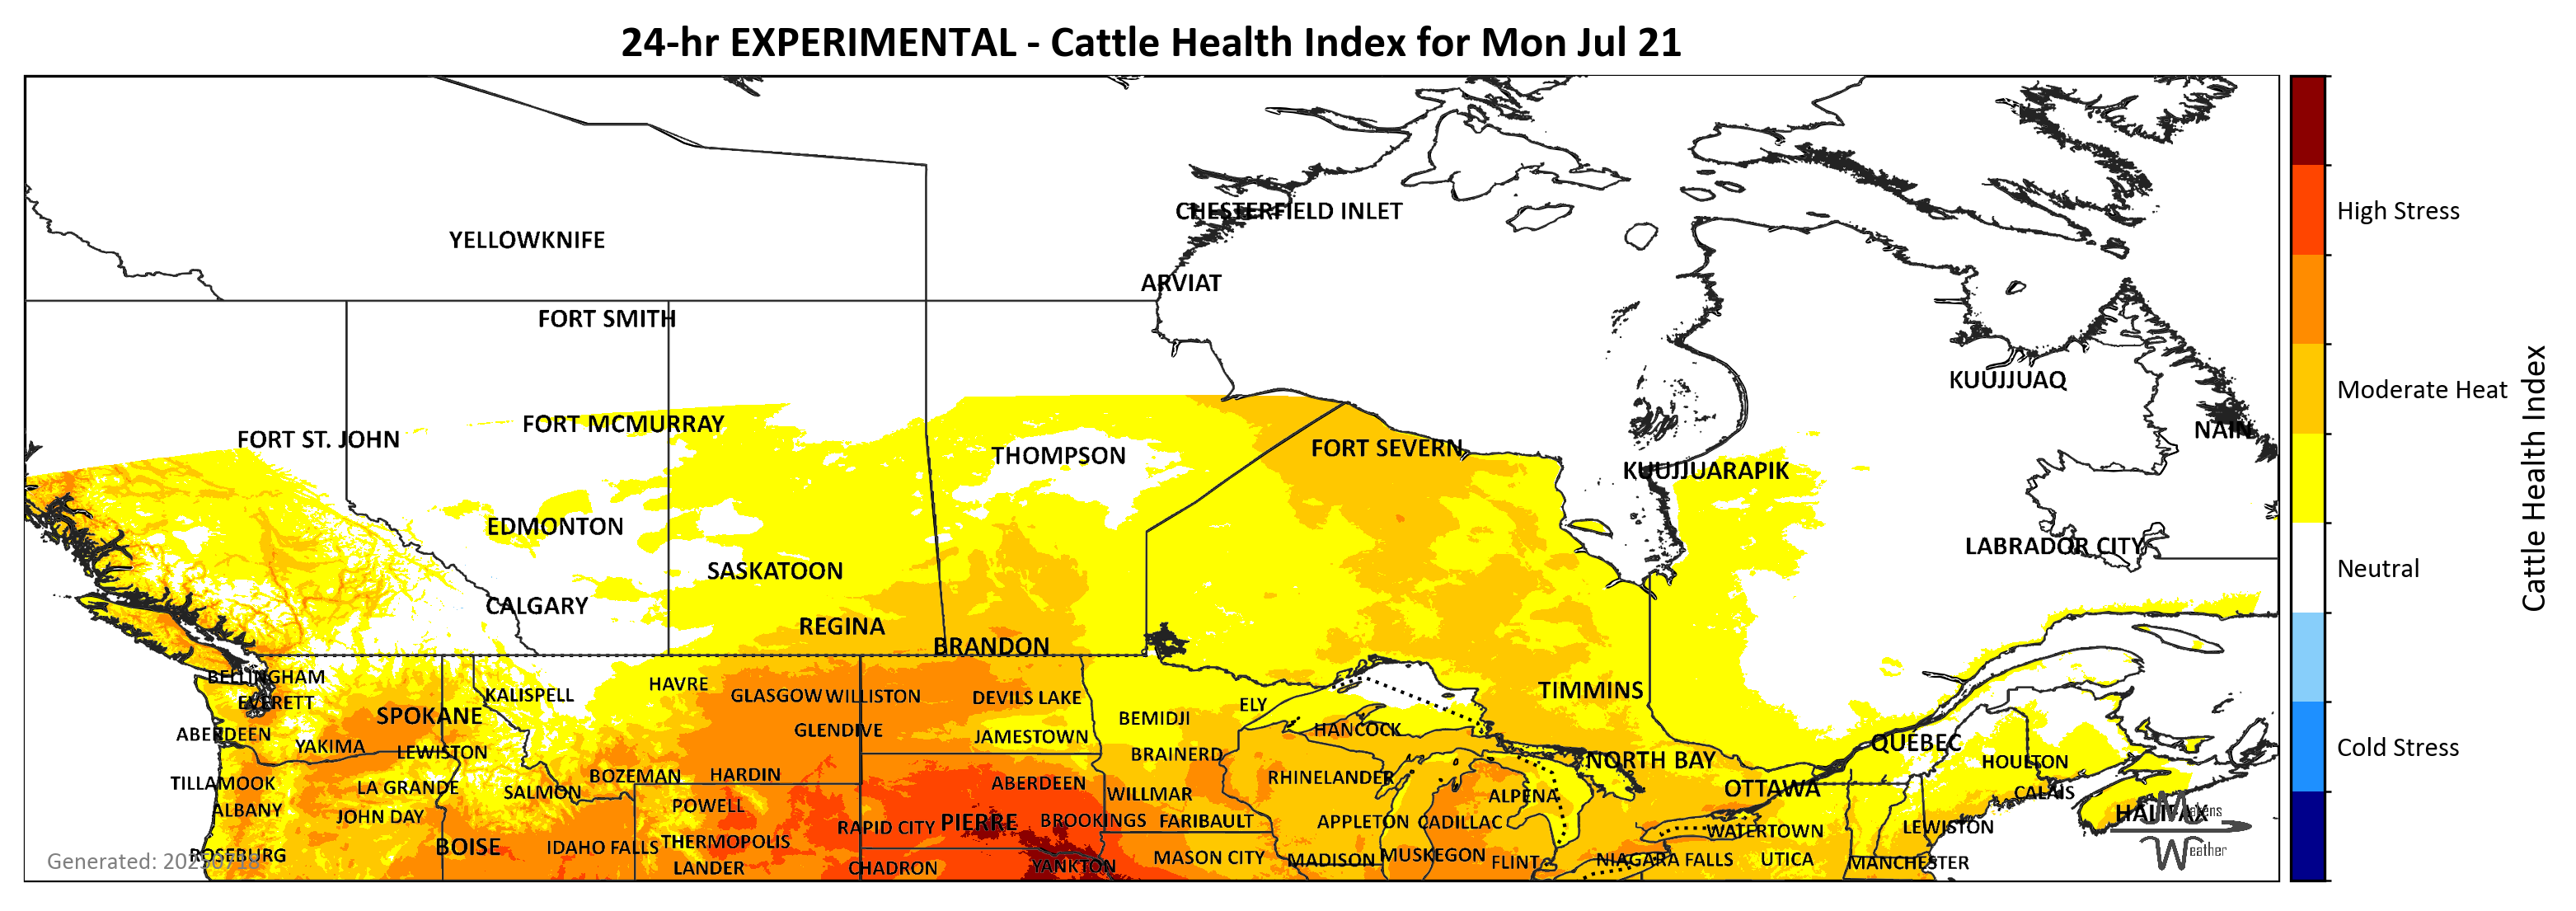 24-hr EXPERIMENTAL - Cattle Health Index for Mon Jul 21
CHESTERFIELD INLET
High Stress
YELLOWKNIFE
ARVIAT
FORT SMITH
KUUJJUAQ
Moderate Heat
FORT MCMURRAY
NAIN
FORT ST. JOHN
FORT SEVERN
THOMPSON
KUUJJUARAPIK
Cattle Health Index
EDMONTON
LABRADOR CITY
SASKATOON
Neutral
CALGARY
REGINA
BRANDON
BELLINGHAM
HAVRE
KALISPELL
GLASGOW
WILLISTON
DEVILS LAKE
TIMMINS
EVERETT
ELY
SPOKANE
BEMIDJI
ABERDEEN
GLENDIVE
JAMESTOWN
HANCOCK
QUÉBEC
YAKIMA
LEWISTON
BRAINERD
NORTH BAY
HOULTON
Cold Stress
BOZEMAN
HARDIN
RHINELANDER
TILLAMOOK
LA GRANDE
SALMON
ABERDEEN
WILLMAR
ALPENA
OTTAWA
CALAIS
ALBANY
JOHN DAY
POWELL
RAPID CITY
PIERRE
BROOKINGS
FARIBAULT
APPLETON
CADILLAC
WATERTOWN
LEWISTON
HALIFAX
Makens
Weather
BOISE
IDAHO FALLS
THERMOPOLIS
ROSEBURG
Generated: 20250718
LANDER
CHADRON
YANKTON
MASON CITY
MADISON
MUSKEGON
FLINT
NIAGARA FALLS
UTICA
MANCHESTER